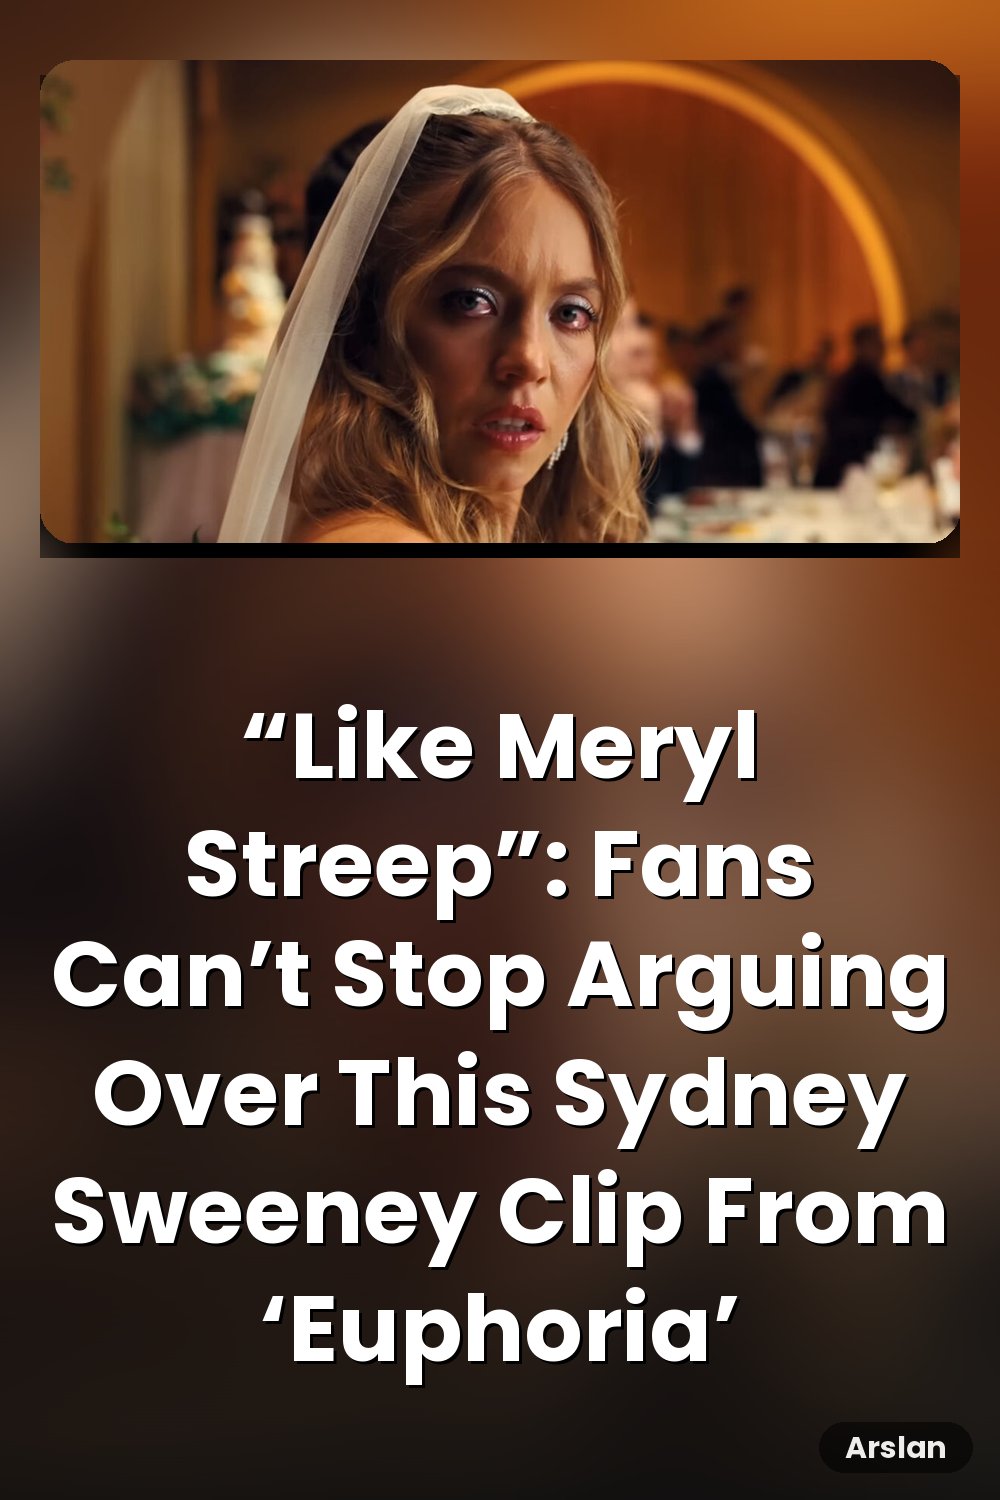 “Like Meryl
Streep”: Fans
Can’t Stop Arguing
Over This Sydney
Sweeney Clip From
‘Euphoria’
Arslan